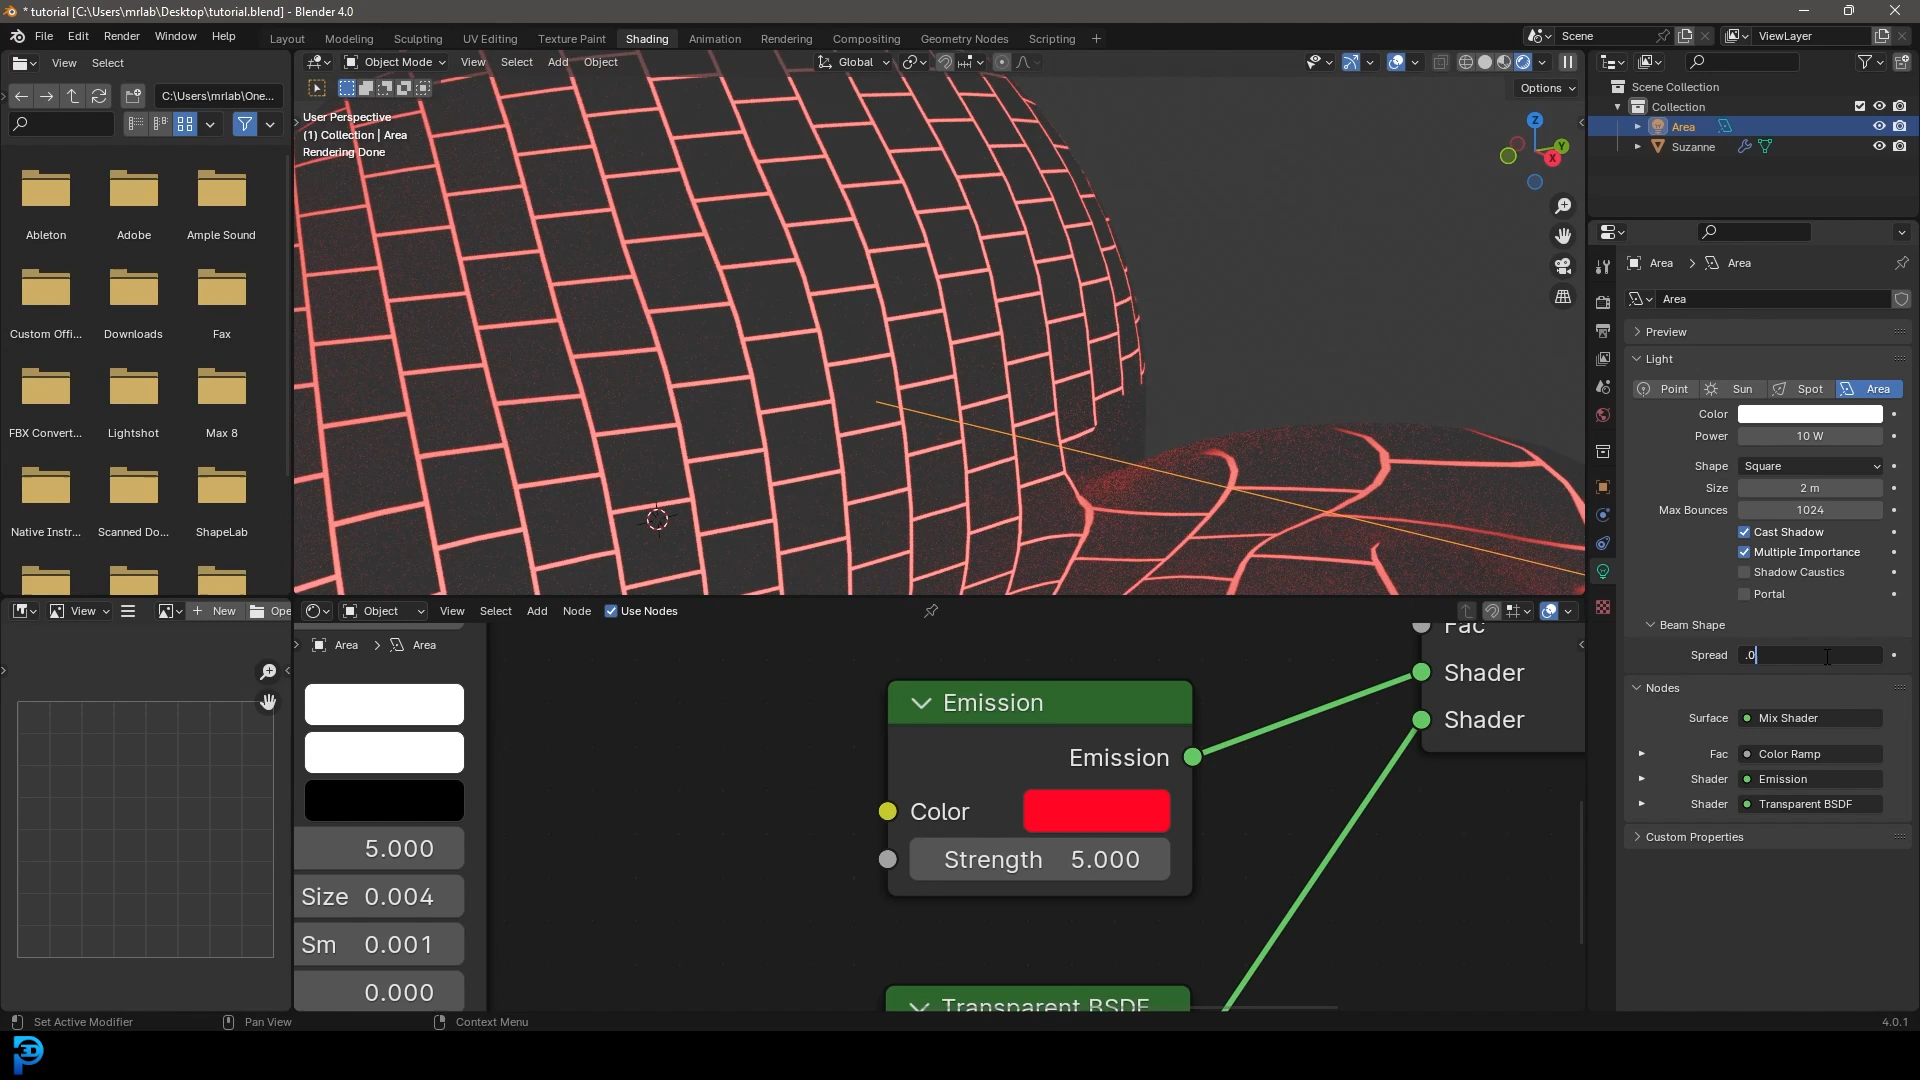 * tutorial [C:\Users\mrlab\Desktop\tutorial.blend] - Blender 4.0
File Edit Render Window Help
Layout Modeling Sculpting UV Editing Texture Paint Shading Animation Rendering Compositing Geometry Nodes Scripting +
Scene
ViewLayer
View Select
C:\Users\mrlab\One...
Ableton Adobe Ample Sound
Custom Offi... Downloads Fax
FBX Convert... Lightshot Max 8
Native Instr... Scanned Do... ShapeLab
Object Mode View Select Add Object
Global
Options
User Perspective
(1) Collection | Area
Rendering Done
Z
Y
X
Scene Collection
Collection
Area
Suzanne
Area > Area
Area
Preview
Light
Point Sun Spot Area
Color
Power 10 W
Shape Square
Size 2 m
Max Bounces 1024
Cast Shadow
Multiple Importance
Shadow Caustics
Portal
Beam Shape
Spread .0
Nodes
Surface Mix Shader
Fac Color Ramp
Shader Emission
Shader Transparent BSDF
Custom Properties
View
New
Ope
Object View Select Add Node Use Nodes
Area > Area
5.000
Size 0.004
Sm 0.001
0.000
Emission
Emission
Color
Strength 5.000
Transparent BSDF
Fac
Shader
Shader
Set Active Modifier Pan View Context Menu
4.0.1
3D